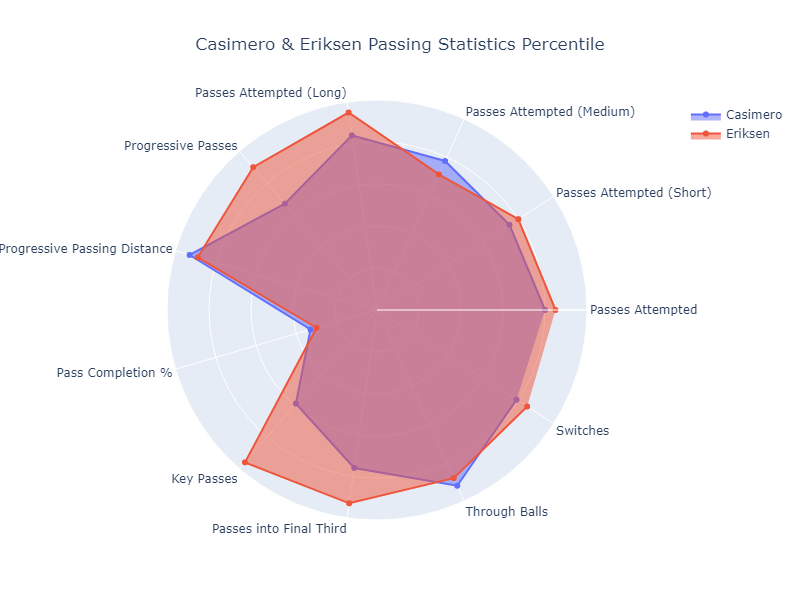 Casimero & Eriksen Passing Statistics Percentile
Passes Attempted (Long)
Passes Attempted (Medium)
Casimero
Eriksen
Progressive Passes
Passes Attempted (Short)
Progressive Passing Distance
Passes Attempted
Pass Completion %
Switches
Key Passes
Through Balls
Passes into Final Third